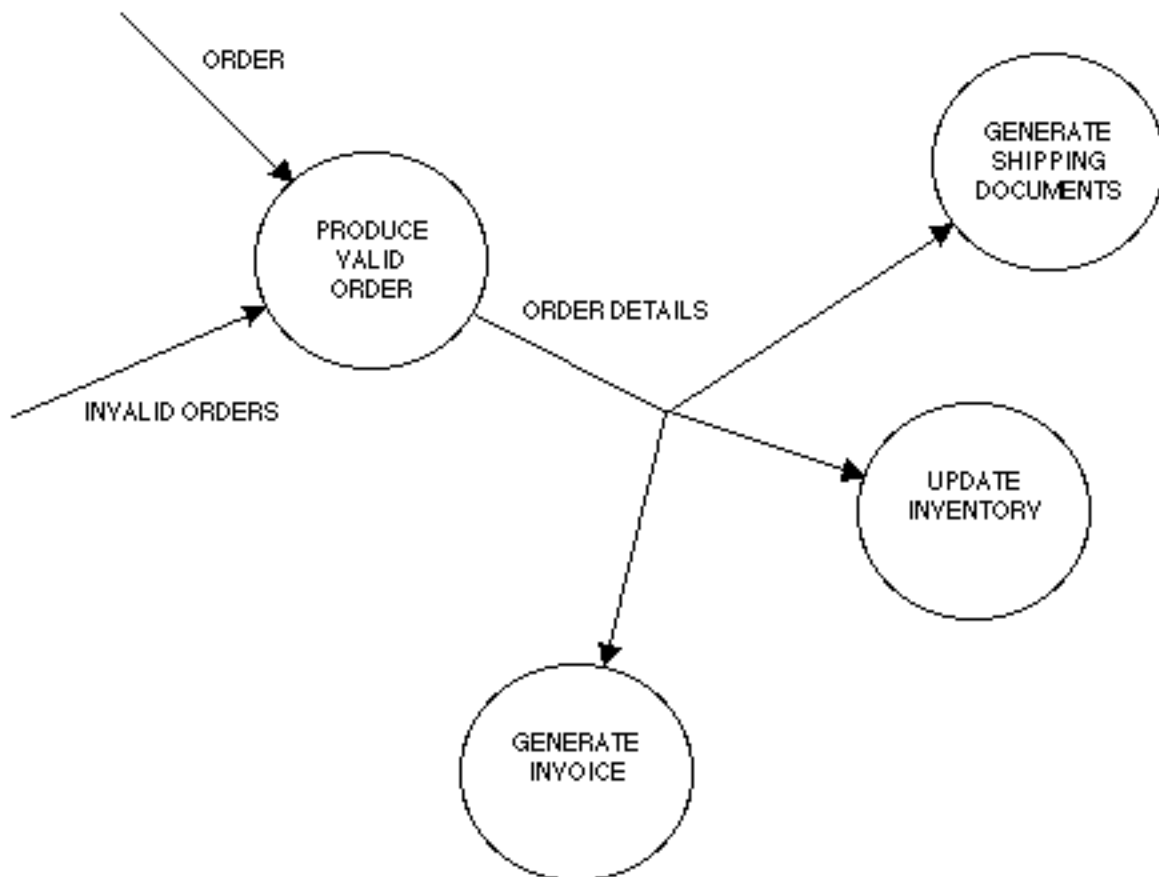 ORDER
GENERATE
SHIPPING
DOCUMENTS
PRODUCE
VALID
ORDER
ORDER DETAILS
INVALID ORDERS
UPDATE
INVENTORY
GENERATE
INVOICE